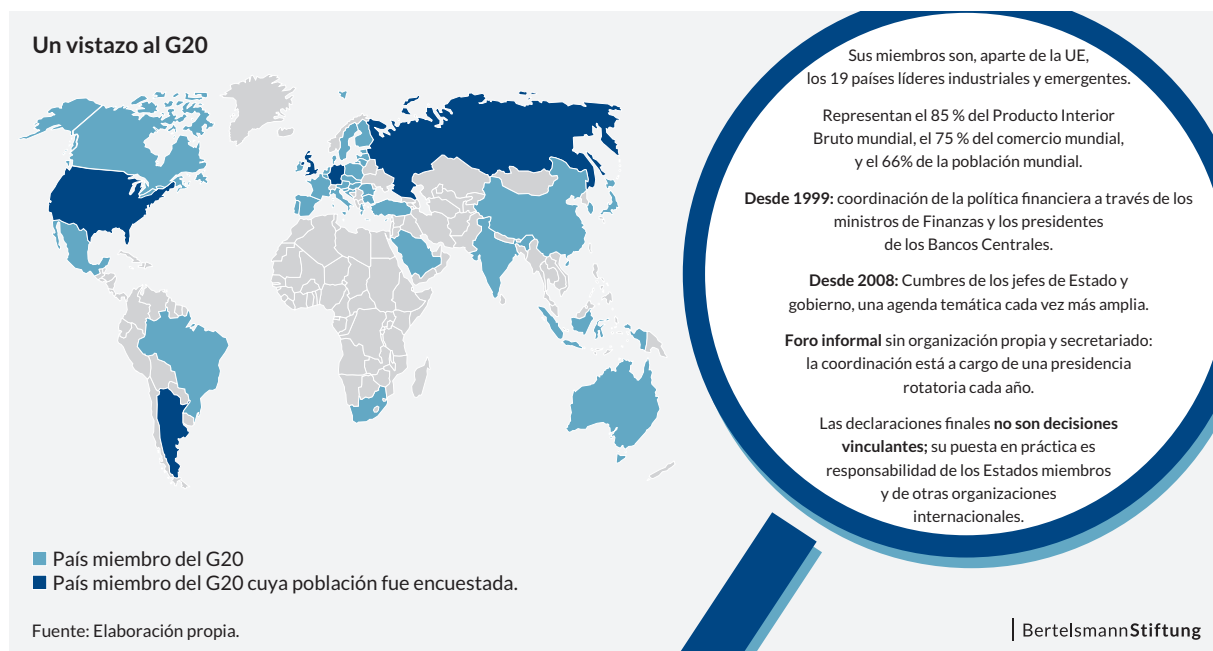 Un vistazo al G20
Sus miembros son, aparte de la UE,
los 19 países líderes industriales y emergentes.
Representan el 85 % del Producto Interior
Bruto mundial, el 75 % del comercio mundial,
y el 66% de la población mundial.
Desde 1999: coordinación de la política financiera a través de los
ministros de Finanzas y los presidentes
de los Bancos Centrales.
Desde 2008: Cumbres de los jefes de Estado y
gobierno, una agenda temática cada vez más amplia.
Foro informal sin organización propia y secretariado:
la coordinación está a cargo de una presidencia
rotatoria cada año.
Las declaraciones finales no son decisiones
vinculantes; su puesta en práctica es
responsabilidad de los Estados miembros
y de otras organizaciones
internacionales.
País miembro del G20
País miembro del G20 cuya población fue encuestada.
Fuente: Elaboración propia.
BertelsmannStiftung